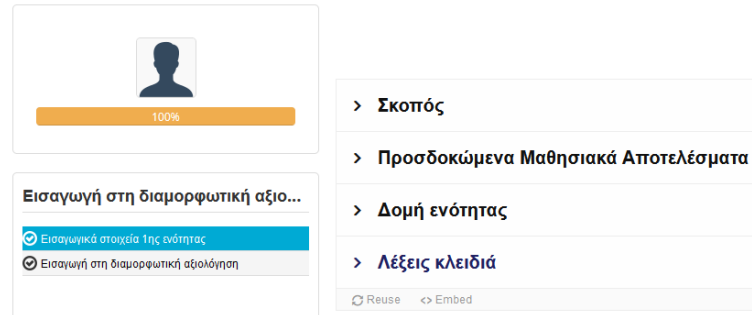 100%
Εισαγωγή στη διαμορφωτική αξιο...
Εισαγωγικά στοιχεία 1ης ενότητας
Εισαγωγή στη διαμορφωτική αξιολόγηση
Σκοπός
Προσδοκώμενα Μαθησιακά Αποτελέσματα
Δομή ενότητας
Λέξεις κλειδιά
Reuse <> Embed